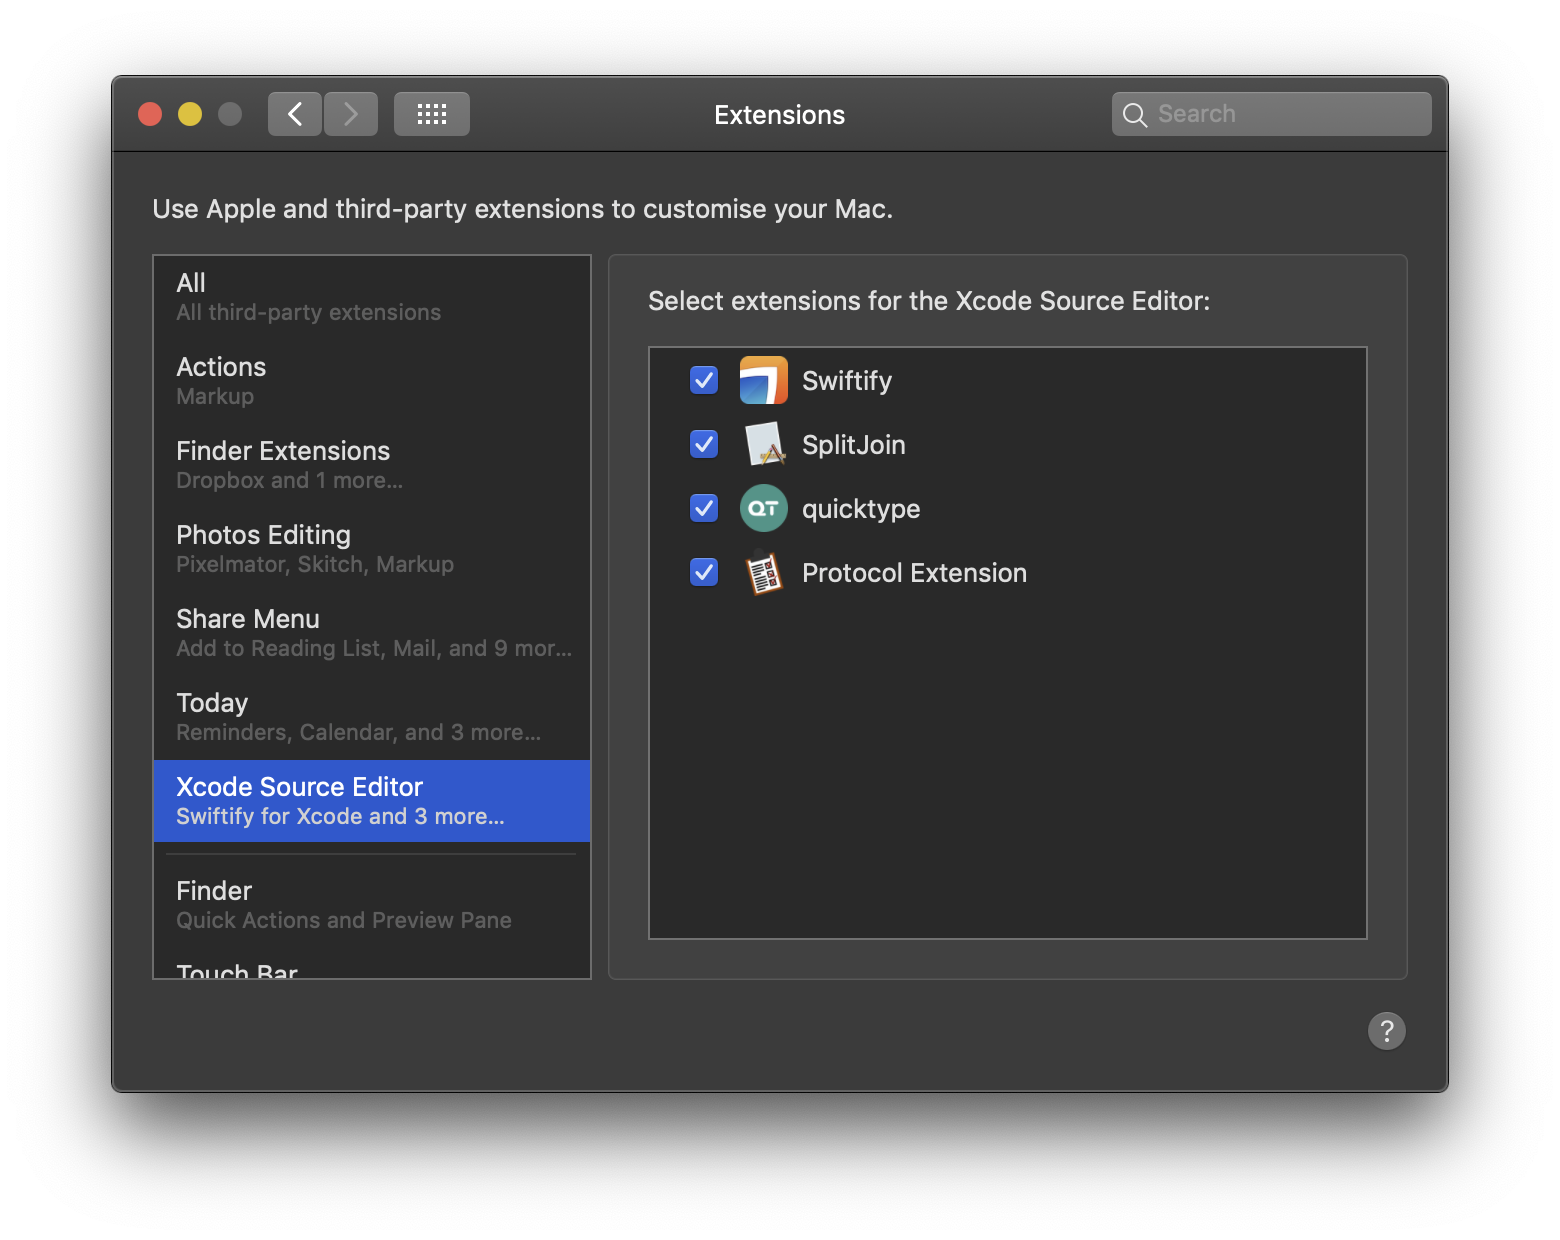 Extensions
Search
Use Apple and third-party extensions to customise your Mac.
All
All third-party extensions
Actions
Markup
Finder Extensions
Dropbox and 1 more...
Photos Editing
Pixelmator, Skitch, Markup
Share Menu
Add to Reading List, Mail, and 9 mor...
Today
Reminders, Calendar, and 3 more...
Xcode Source Editor
Swiftify for Xcode and 3 more...
Finder
Quick Actions and Preview Pane
Touch Bar
Select extensions for the Xcode Source Editor:
Swiftify
SplitJoin
QT quicktype
Protocol Extension
?